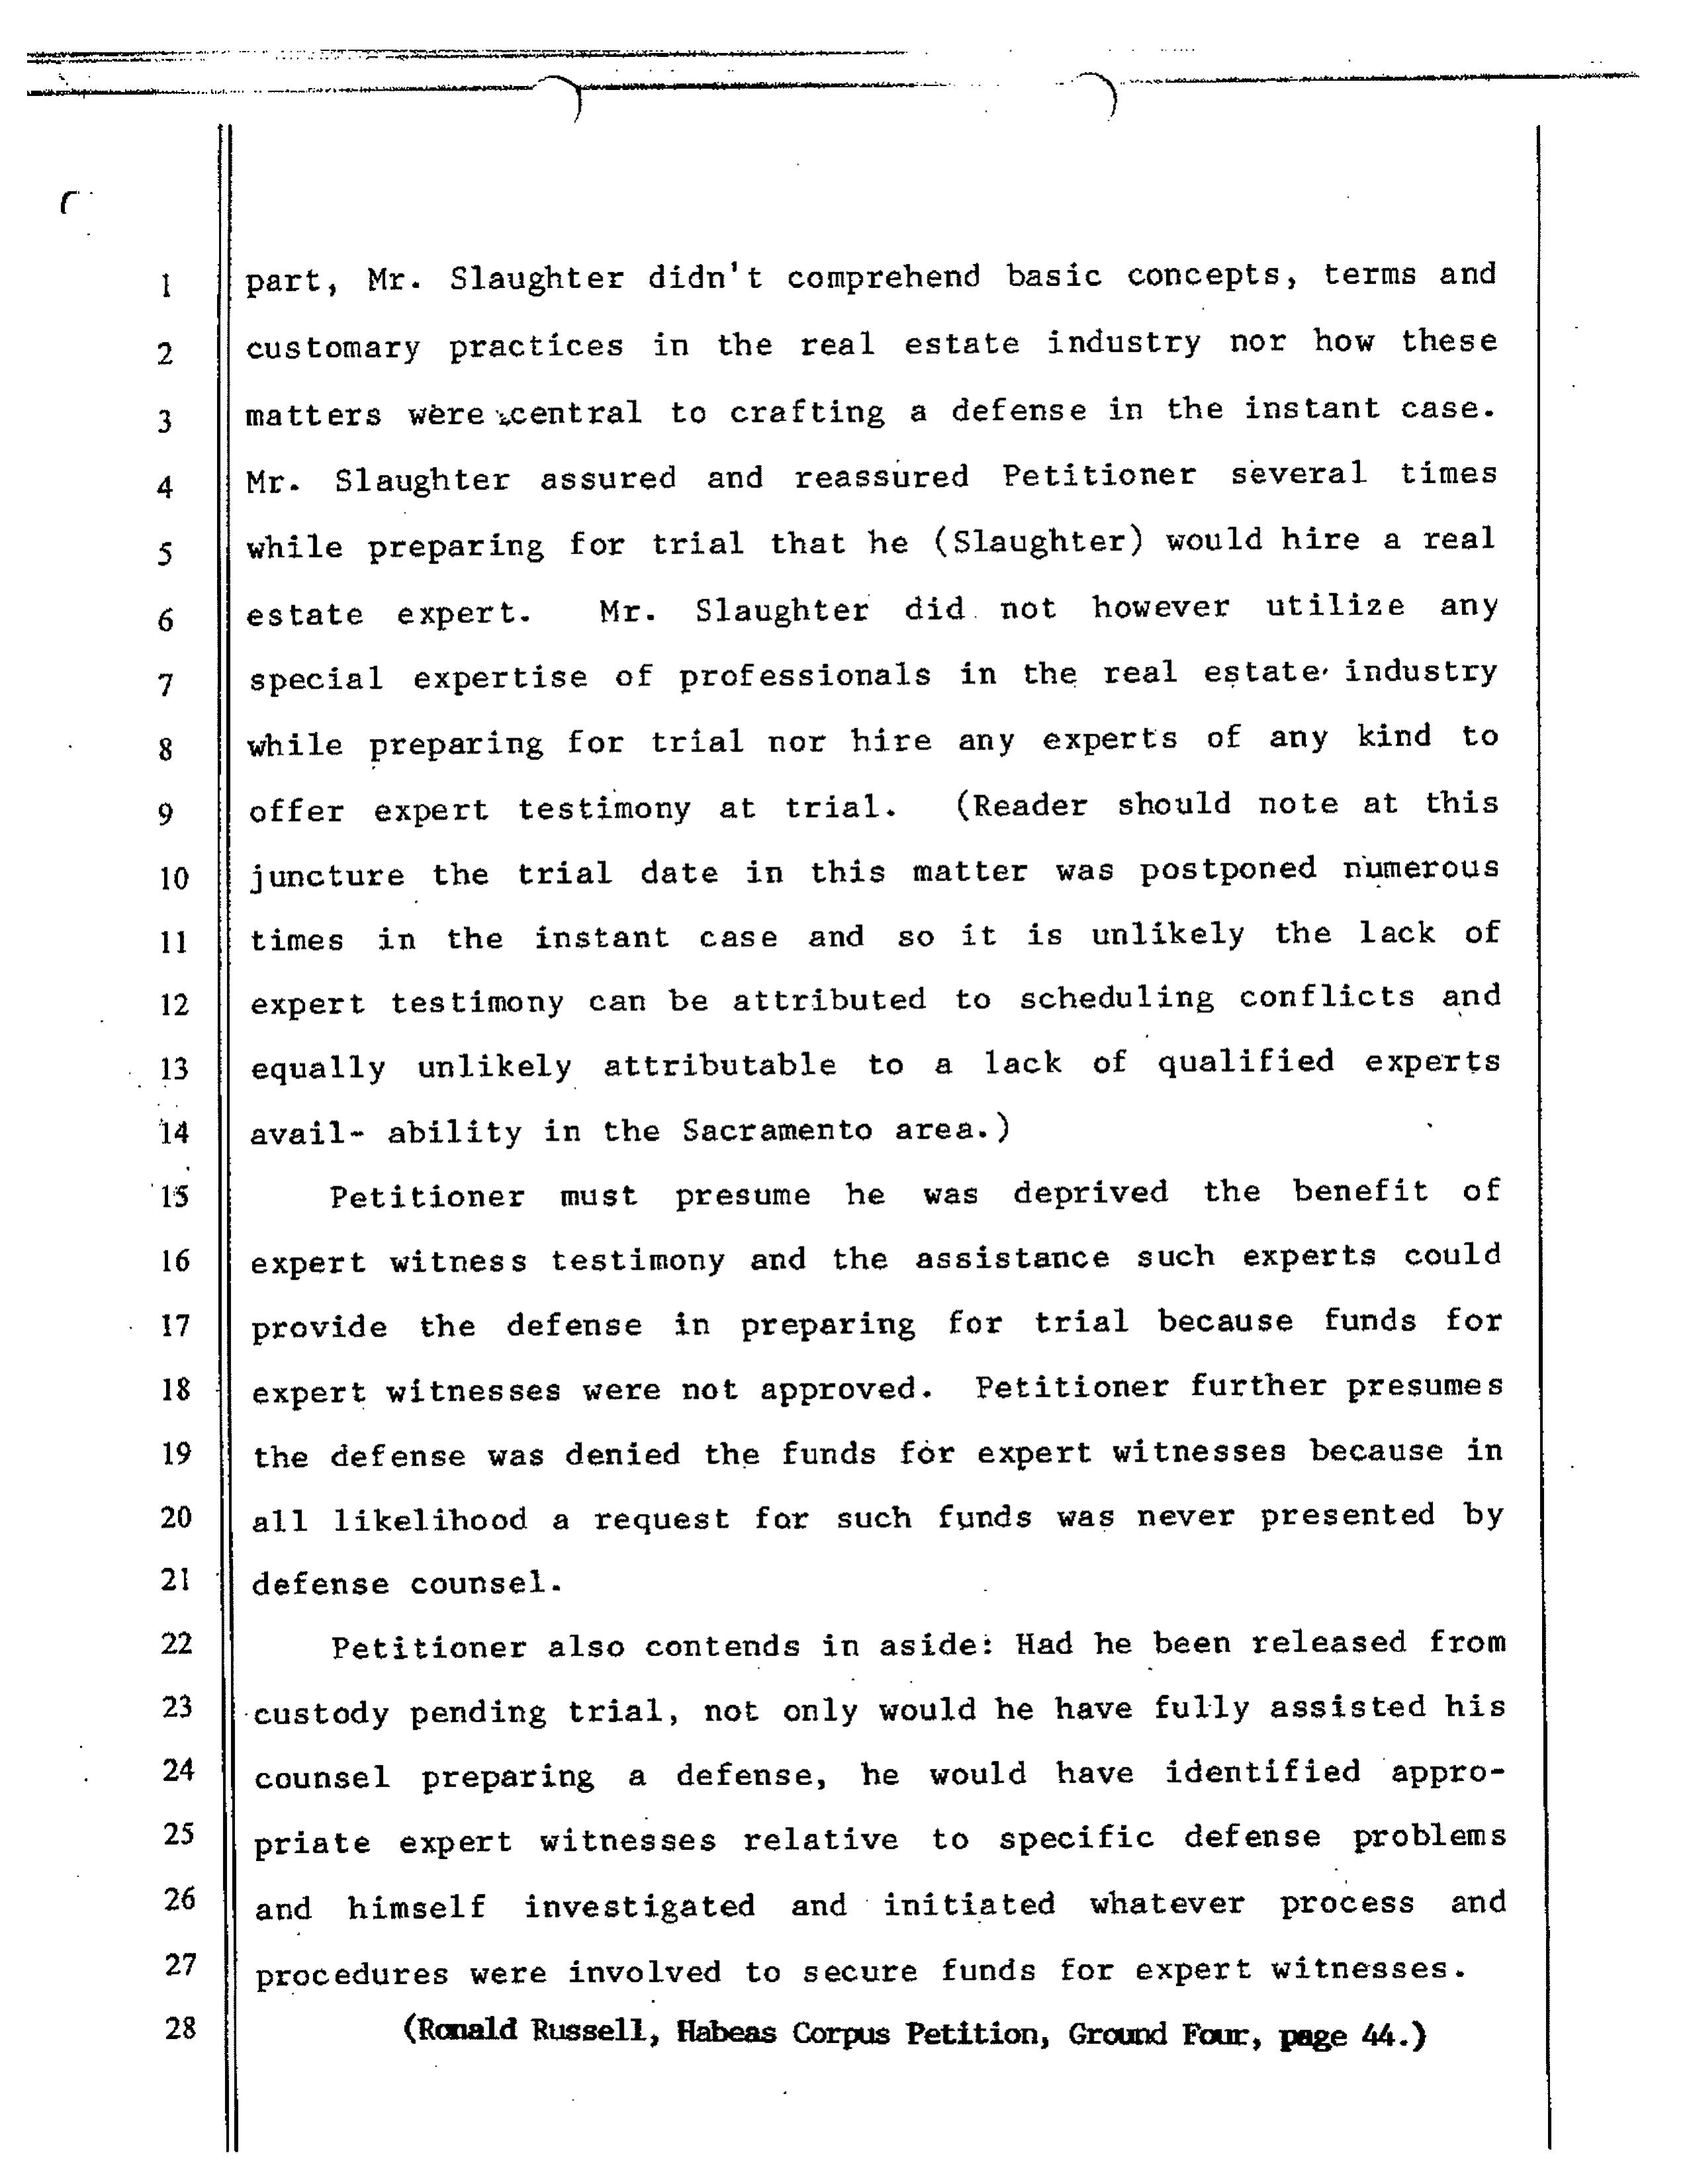 1 part, Mr. Slaughter didn't comprehend basic concepts, terms and
2 customary practices in the real estate industry nor how these
3 matters were central to crafting a defense in the instant case.
4 Mr. Slaughter assured and reassured Petitioner several times
5 while preparing for trial that he (Slaughter) would hire a real
6 estate expert. Mr. Slaughter did not however utilize any
7 special expertise of professionals in the real estate industry
8 while preparing for trial nor hire any experts of any kind to
9 offer expert testimony at trial. (Reader should note at this
10 juncture the trial date in this matter was postponed numerous
11 times in the instant case and so it is unlikely the lack of
12 expert testimony can be attributed to scheduling conflicts and
13 equally unlikely attributable to a lack of qualified experts
14 avail- ability in the Sacramento area.)
15 Petitioner must presume he was deprived the benefit of
16 expert witness testimony and the assistance such experts could
17 provide the defense in preparing for trial because funds for
18 expert witnesses were not approved. Petitioner further presumes
19 the defense was denied the funds for expert witnesses because in
20 all likelihood a request for such funds was never presented by
21 defense counsel.
22 Petitioner also contends in aside: Had he been released from
23 custody pending trial, not only would he have fully assisted his
24 counsel preparing a defense, he would have identified appro-
25 priate expert witnesses relative to specific defense problems
26 and himself investigated and initiated whatever process and
27 procedures were involved to secure funds for expert witnesses.
28 (Ronald Russell, Habeas Corpus Petition, Ground Four, page 44.)